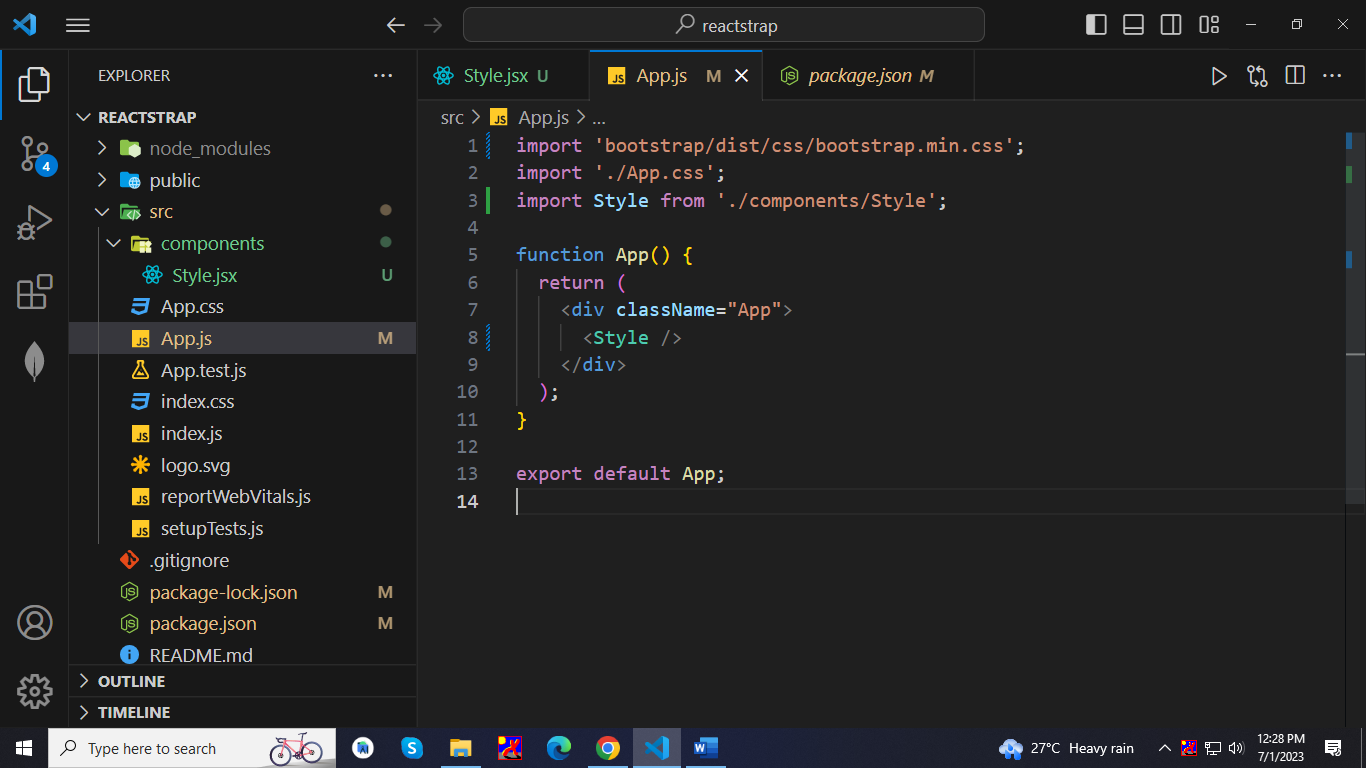 reactstrap
EXPLORER
Style.jsx U
App.js M
package.json M
REACTSTRAP
src
App.js
...
node_modules
4
public
src
components
Style.jsx U
App.css
App.js M
App.test.js
index.css
index.js
logo.svg
reportWebVitals.js
setupTests.js
.gitignore
package-lock.json M
package.json M
README.md
OUTLINE
TIMELINE
1 import 'bootstrap/dist/css/bootstrap.min.css';
2 import './App.css';
3 import Style from './components/Style';
4
5 function App() {
6 return (
7 <div className="App">
8 <Style />
9 </div>
10 );
11 }
12
13 export default App;
14
Type here to search
27°C Heavy rain
12:28 PM
7/1/2023